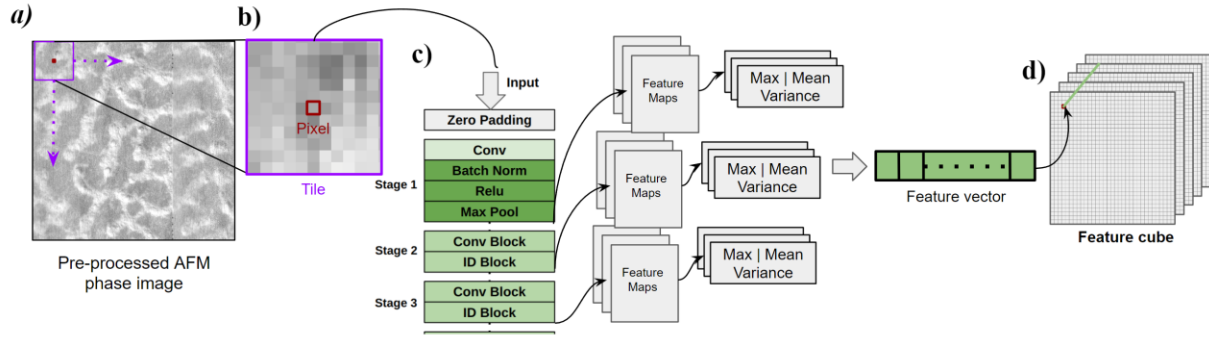 a)
Pre-processed AFM
phase image
b)
Pixel
Tile
c)
Input
Zero Padding
Stage 1
Conv
Batch Norm
Relu
Max Pool
Stage 2
Conv Block
ID Block
Stage 3
Conv Block
ID Block
Feature
Maps
Max | Mean
Variance
Feature
Maps
Max | Mean
Variance
Feature
Maps
Max | Mean
Variance
Feature vector
d)
Feature cube